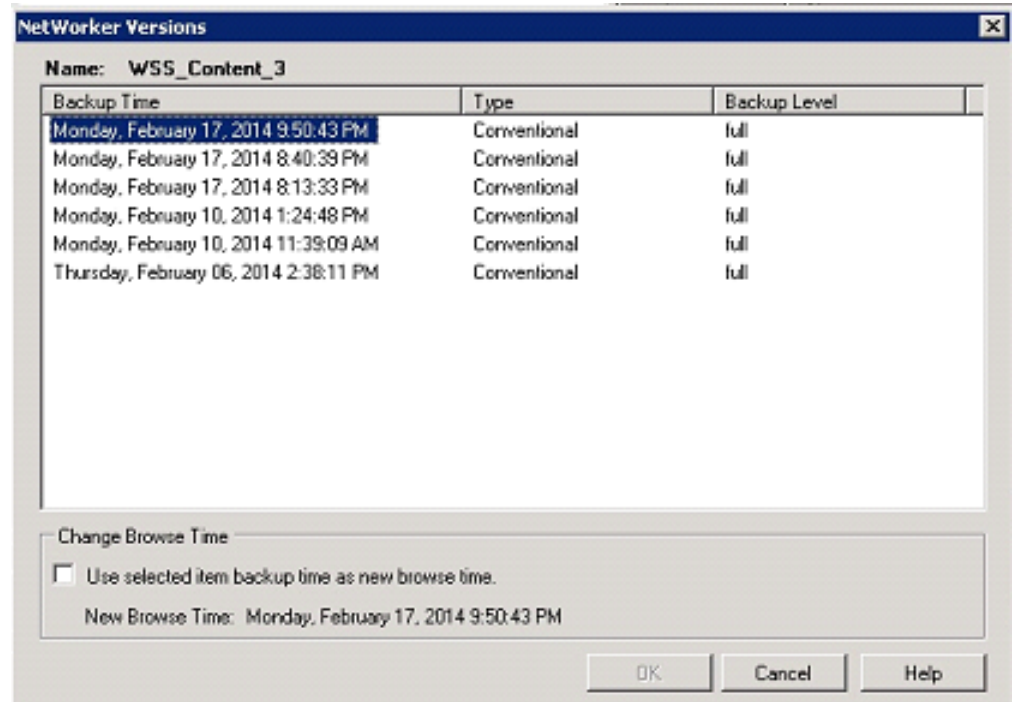 NetWorker Versions
Name: WSS_Content_3
Backup Time Type Backup Level
Monday, February 17, 2014 9:50:43 PM Conventional full
Monday, February 17, 2014 8:40:39 PM Conventional full
Monday, February 17, 2014 8:13:33 PM Conventional full
Monday, February 10, 2014 1:24:48 PM Conventional full
Monday, February 10, 2014 11:39:09 AM Conventional full
Thursday, February 06, 2014 2:38:11 PM Conventional full
Change Browse Time
Use selected item backup time as new browse time.
New Browse Time: Monday, February 17, 2014 9:50:43 PM
OK Cancel Help